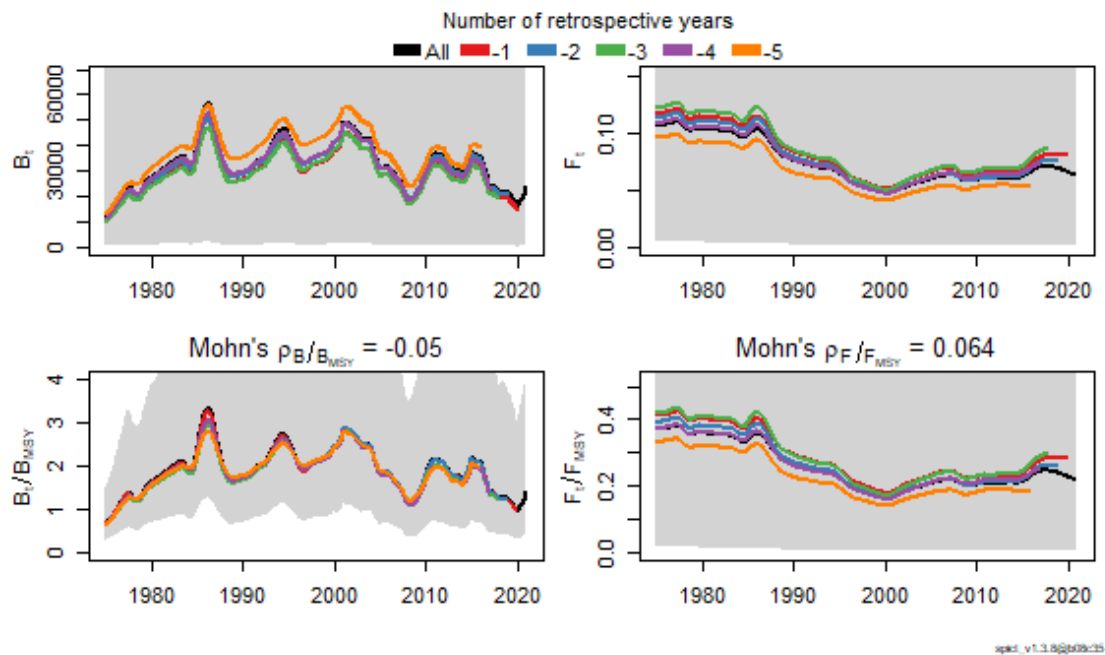 Number of retrospective years
All -1 -2 -3 -4 -5
Bₜ
0 30000 60000
1980 1990 2000 2010 2020
Fₜ
0.00 0.10
1980 1990 2000 2010 2020
Mohn's ρB/BMSY = -0.05
Bₜ/BMSY
0 1 2 3 4
1980 1990 2000 2010 2020
Mohn's ρF/FMSY = 0.064
Fₜ/FMSY
0.0 0.2 0.4
1980 1990 2000 2010 2020